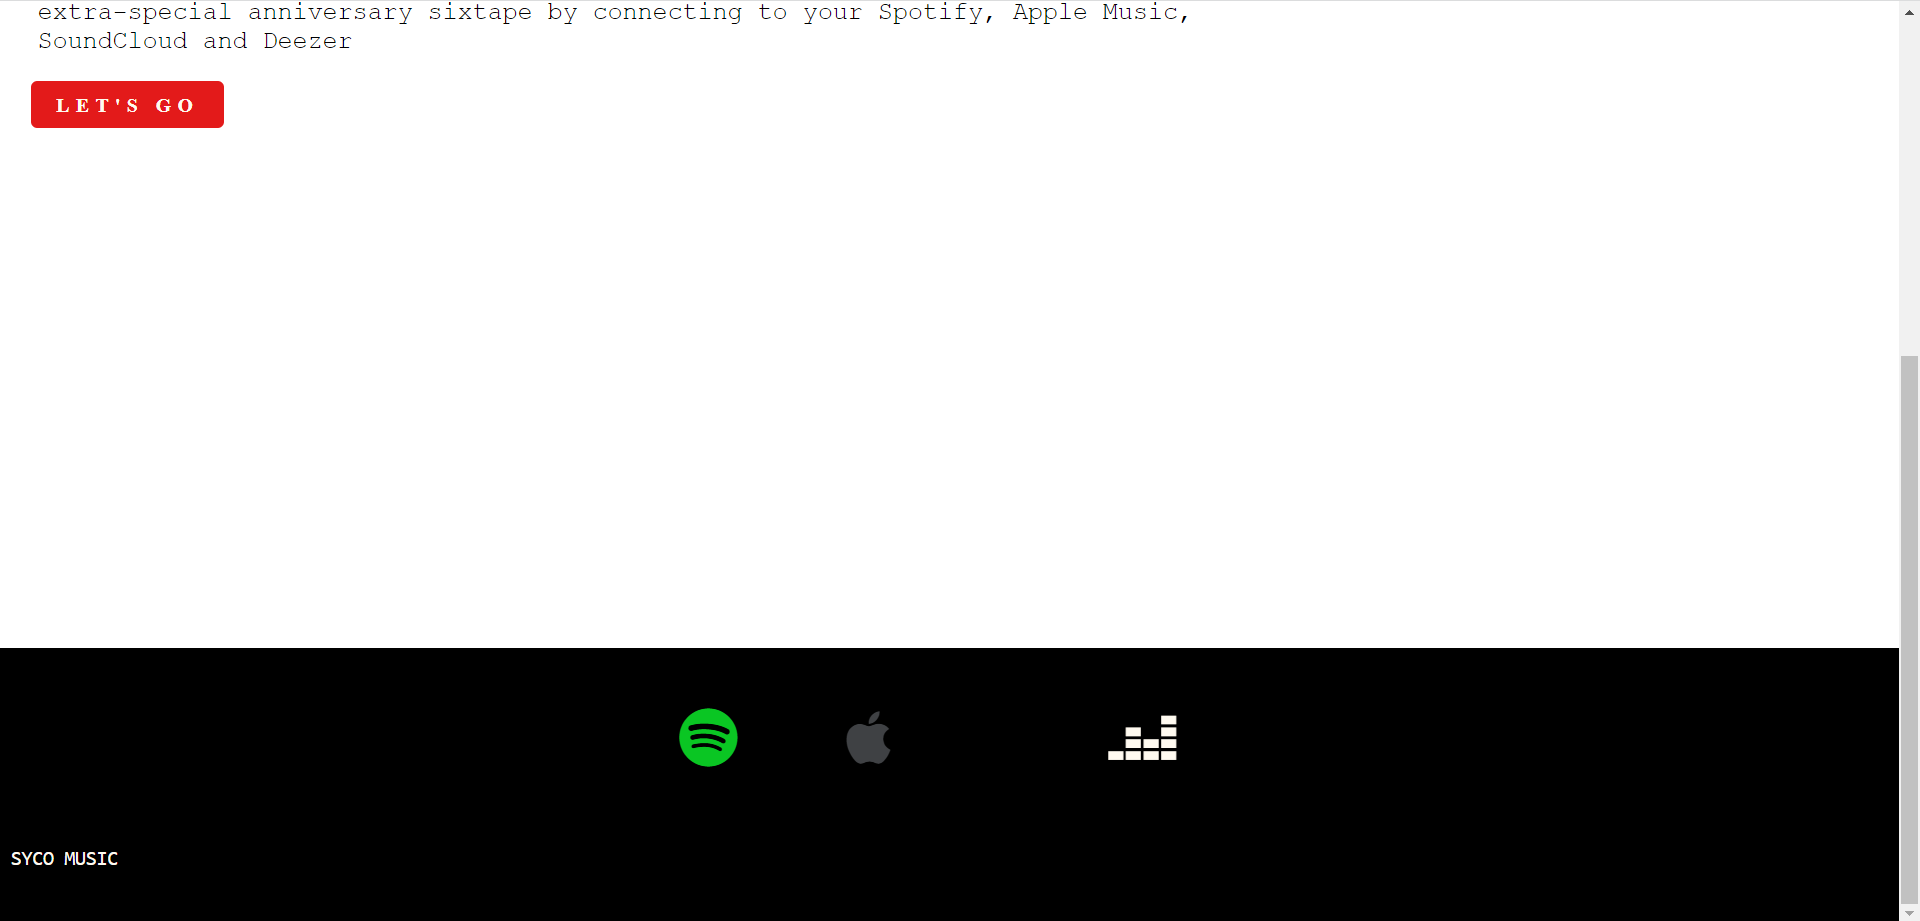 extra-special anniversary sixtape by connecting to your Spotify, Apple Music,
SoundCloud and Deezer
LET'S GO
SYCO MUSIC